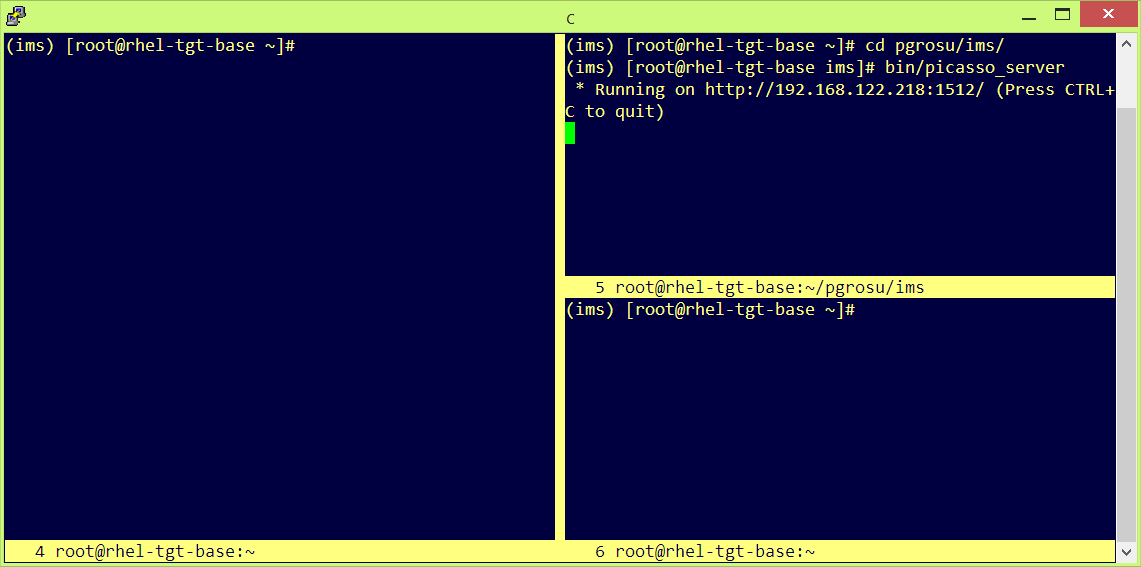 C
(ims) [root@rhel-tgt-base ~]#
4 root@rhel-tgt-base:~
(ims) [root@rhel-tgt-base ~]# cd pgrosu/ims/
(ims) [root@rhel-tgt-base ims]# bin/picasso_server
* Running on http://192.168.122.218:1512/ (Press CTRL+
C to quit)
5 root@rhel-tgt-base:~/pgrosu/ims
(ims) [root@rhel-tgt-base ~]#
6 root@rhel-tgt-base:~